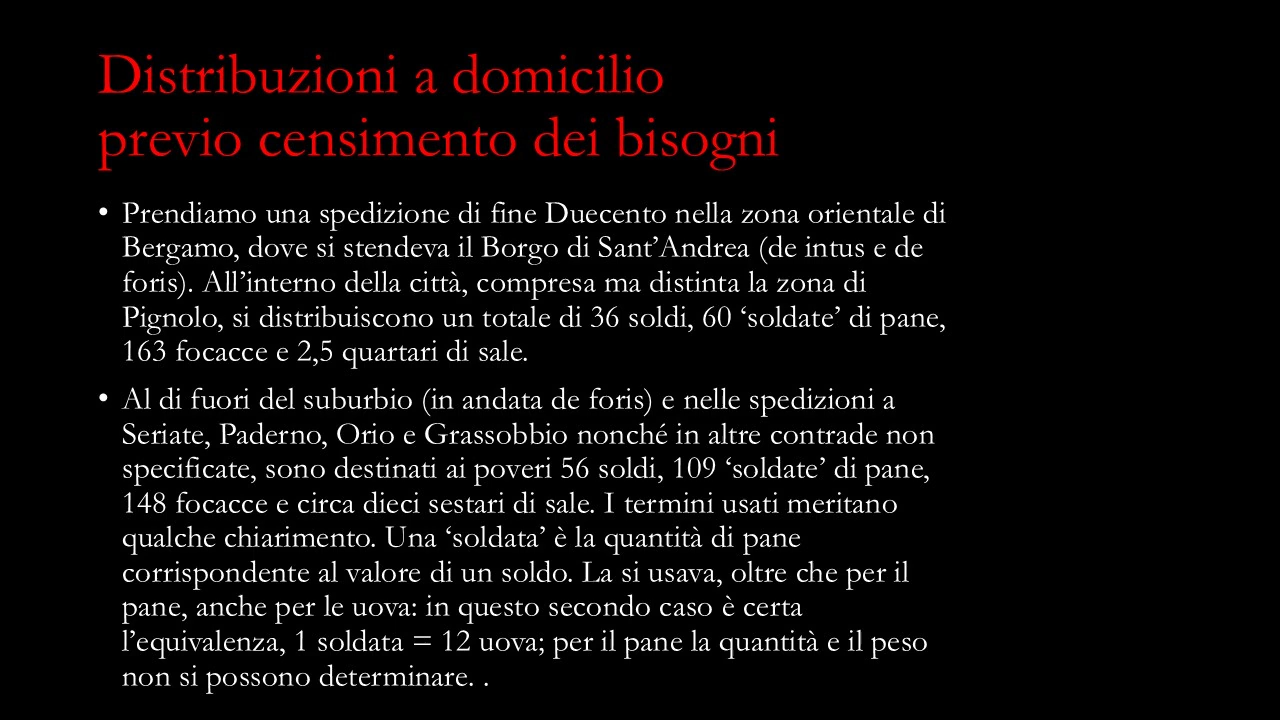 Distribuzioni a domicilio
previo censimento dei bisogni
• Prendiamo una spedizione di fine Duecento nella zona orientale di
Bergamo, dove si stendeva il Borgo di Sant’Andrea (de intus e de
foris). All’interno della città, compresa ma distinta la zona di
Pignolo, si distribuiscono un totale di 36 soldi, 60 ‘soldate’ di pane,
163 focacce e 2,5 quartari di sale.
• Al di fuori del suburbio (in andata de foris) e nelle spedizioni a
Seriate, Paderno, Orio e Grassobbio nonché in altre contrade non
specificate, sono destinati ai poveri 56 soldi, 109 ‘soldate’ di pane,
148 focacce e circa dieci sestari di sale. I termini usati meritano
qualche chiarimento. Una ‘soldata’ è la quantità di pane
corrispondente al valore di un soldo. La si usava, oltre che per il
pane, anche per le uova: in questo secondo caso è certa
l’equivalenza, 1 soldata = 12 uova; per il pane la quantità e il peso
non si possono determinare. .